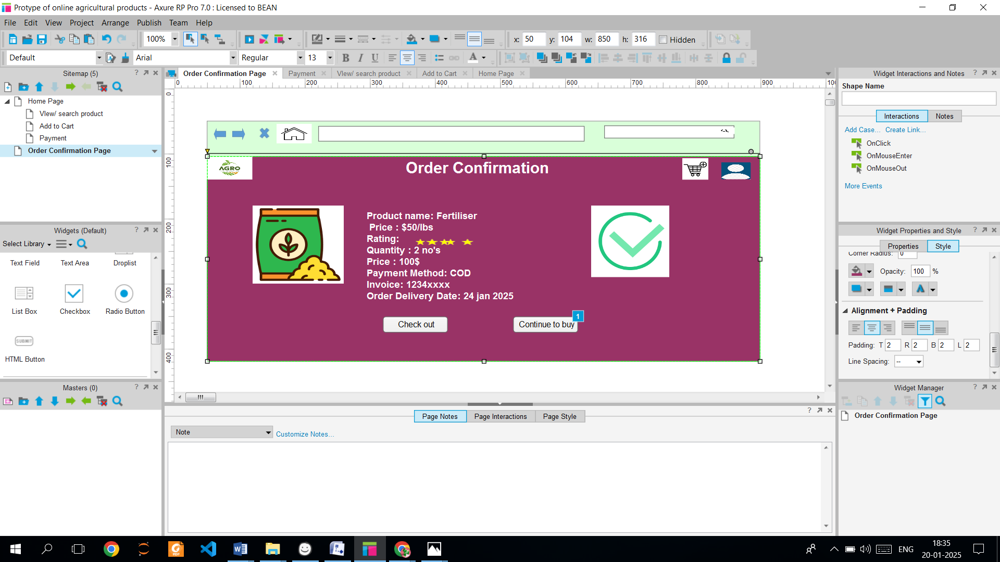 Protype of online agricultural products - Axure RP Pro 7.0 : Licensed to BEAN
File Edit View Project Arrange Publish Team Help
100% x: 50 y: 104 w: 850 h: 316 Hidden
Default Arial Regular 13 B I U A
Sitemap (5) ?
Home Page
VIew/ search product
Add to Cart
Payment
Order Confirmation Page
Widgets (Default) ?
Select Library
Text Field Text Area Droplist
List Box Checkbox Radio Button
SUBMIT
HTML Button
Masters (0) ?
Order Confirmation Page Payment VIew/ search product Add to Cart Home Page
0 100 200 300 400 500 600 700 800 900 100
0
100
200
300
400
AGRO
Order Confirmation
Product name: Fertiliser
Price : $50/lbs
Rating:
Quantity : 2 no's
Price : 100$
Payment Method: COD
Invoice: 1234xxxx
Order Delivery Date: 24 jan 2025
Check out
Continue to buy
1
Page Notes Page Interactions Page Style ?
Note Customize Notes...
Widget Interactions and Notes ?
Shape Name
Interactions Notes
Add Case... Create Link...
OnClick
OnMouseEnter
OnMouseOut
More Events
Widget Properties and Style ?
Properties Style
Corner Radius: 0
Opacity: 100 %
Alignment + Padding
Padding: T 2 R 2 B 2 L 2
Line Spacing: --
Widget Manager ?
Order Confirmation Page
PDF
ENG
18:35
20-01-2025